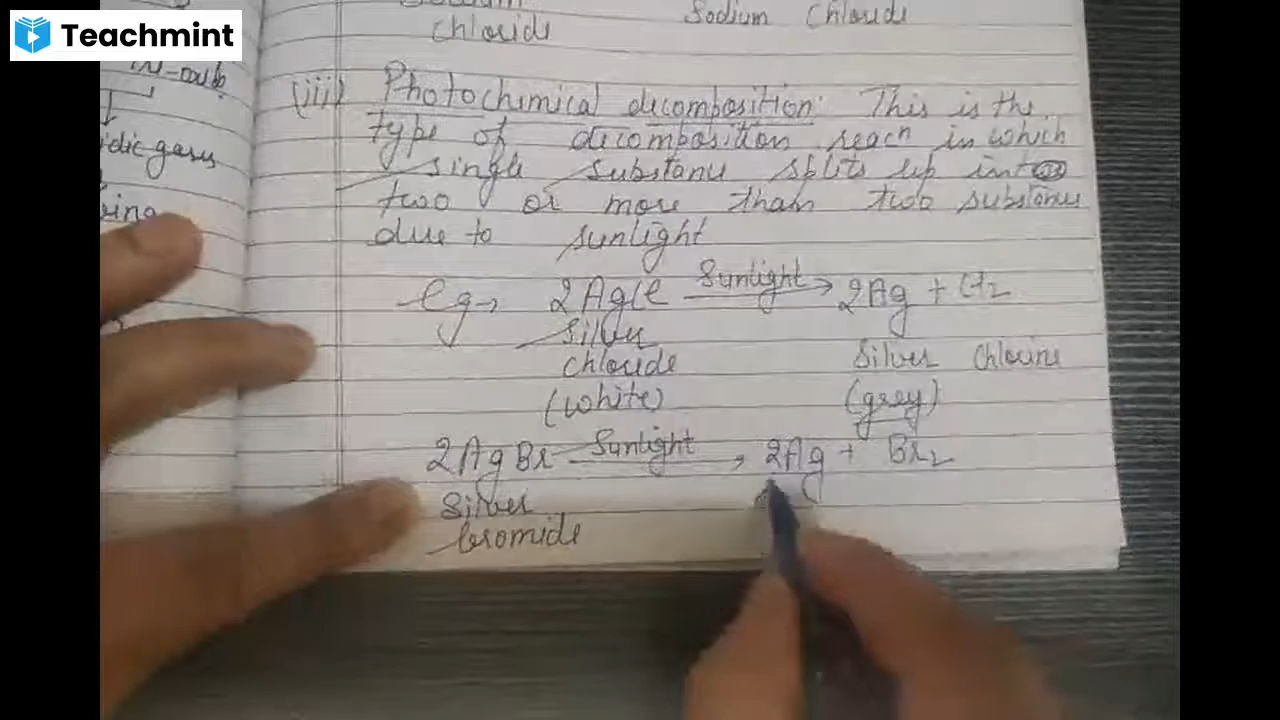 Teachmint
Sodium Chloride
Chloride
idic gases
(iii) Photochemical decomposition: This is the
type of decomposition reacn in which
single substance splits up into
two or more than two substances
due to sunlight
eg→ 2AgCl Sunlight→ 2Ag + Cl2
Silver
chloride Silver Chlorine
(white) (grey)
2AgBr Sunlight→ 2Ag + Br2
Silver
bromide